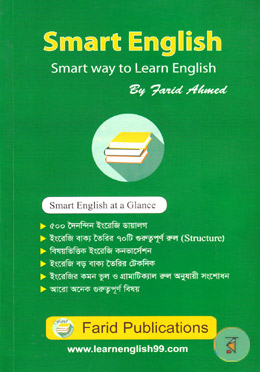 Smart English
Smart way to Learn English
By Farid Ahmed
Smart English at a Glance
৫০০ দৈনন্দিন ইংরেজি ডায়ালগ
ইংরেজি বাক্য তৈরির ৭০টি গুরুত্বপূর্ণ রুল (Structure)
বিষয়ভিত্তিক ইংরেজি কনভার্সেশন
ইংরেজি বড় বাক্য তৈরির টেকনিক
ইংরেজির কমন ভুল ও গ্রামাটিক্যাল রুল অনুযায়ী সংশোধন
আরো অনেক গুরুত্বপূর্ণ বিষয়
Farid Publications
www.learnenglish99.com